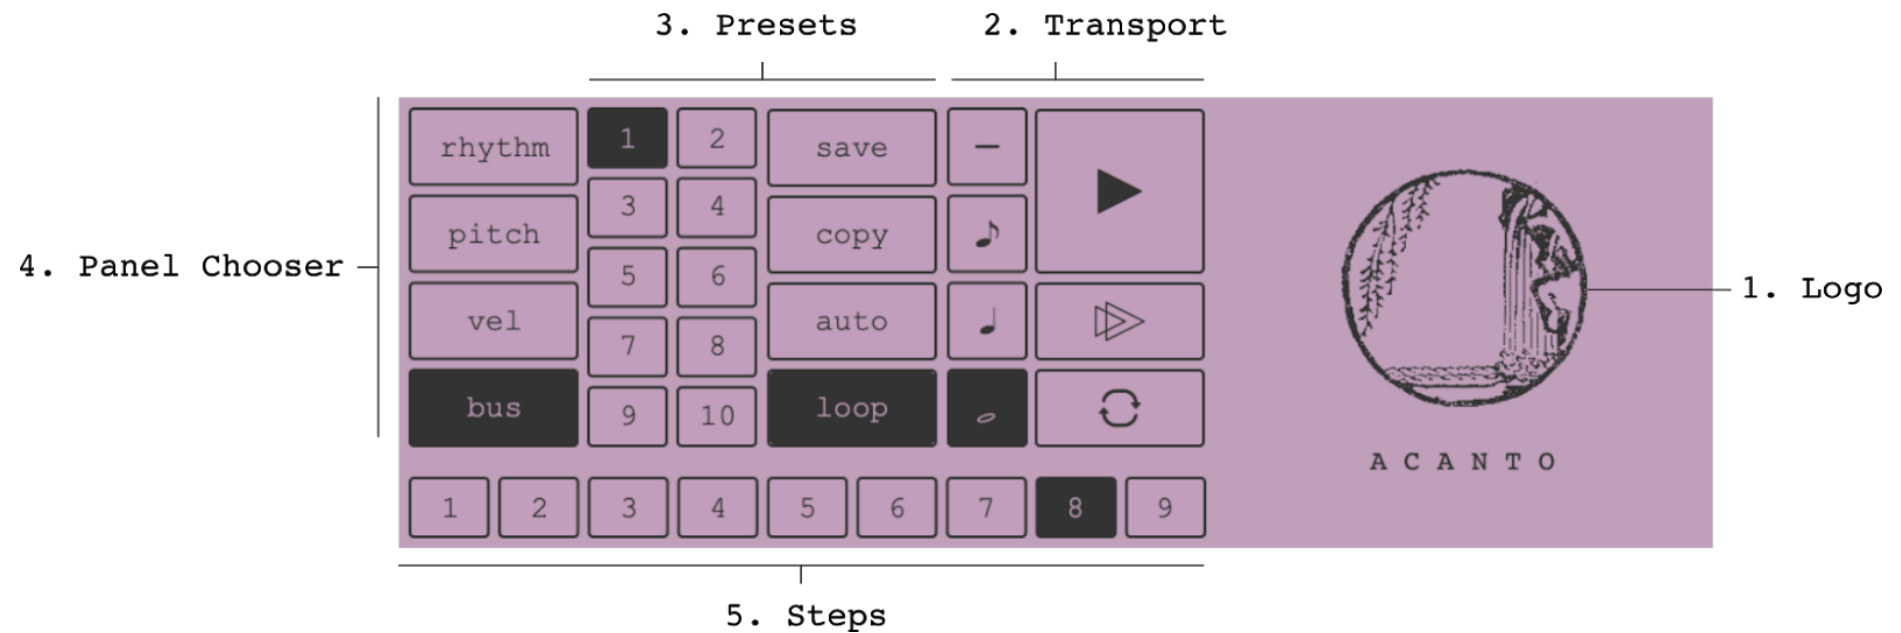 3. Presets
2. Transport
4. Panel Chooser
rhythm
1
2
save
—
3
4
pitch
copy
5
6
vel
auto
7
8
bus
9
10
loop
1
2
3
4
5
6
7
8
9
1. Logo
ACANTO
5. Steps